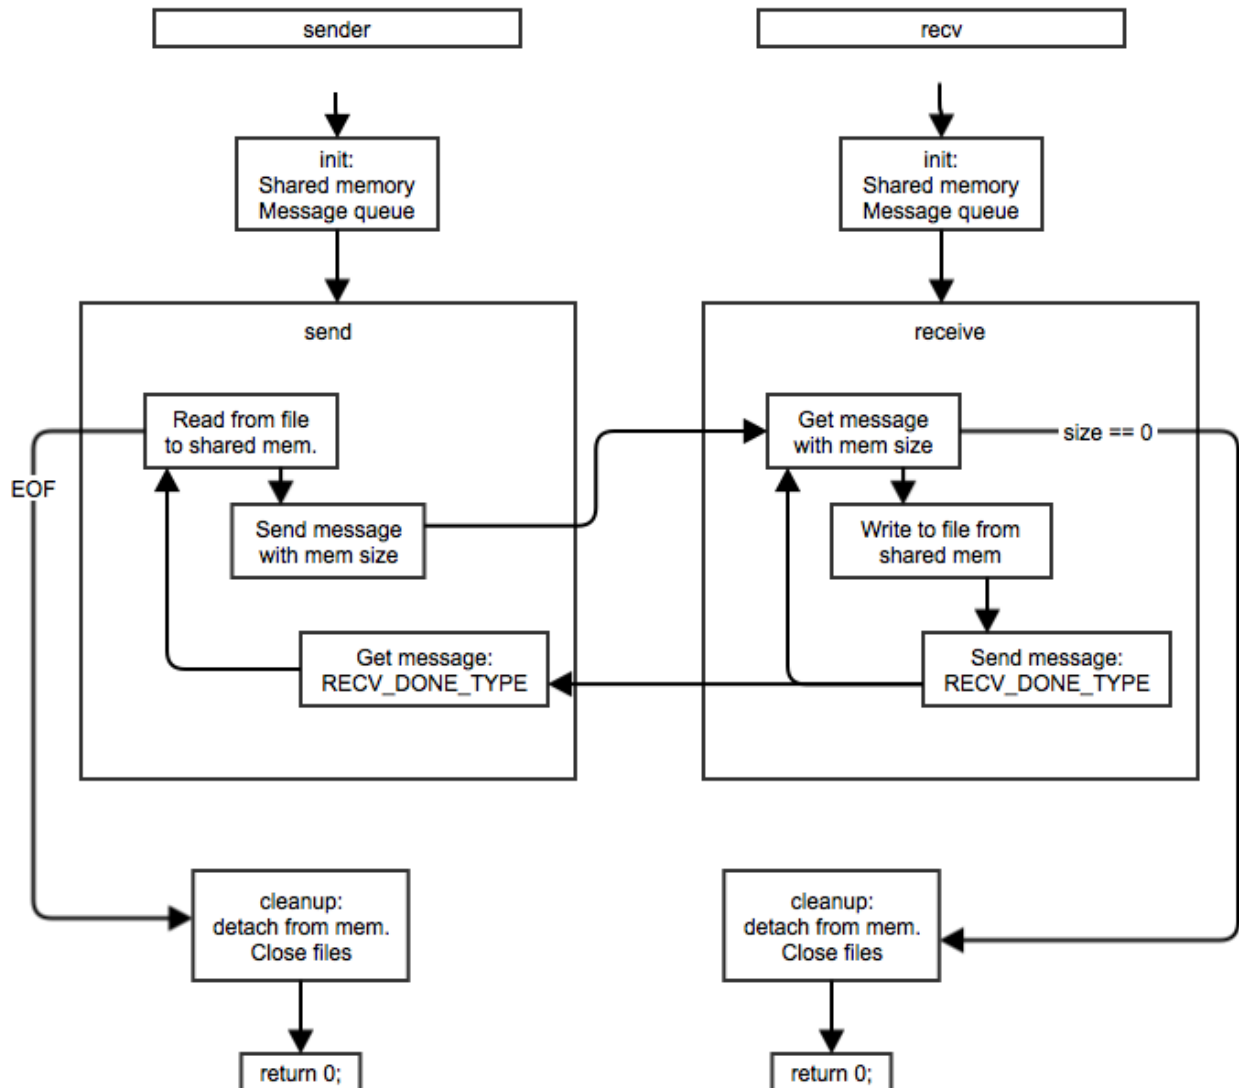 sender
recv
init:
Shared memory
Message queue
init:
Shared memory
Message queue
send
receive
Read from file
to shared mem.
Get message
with mem size
size == 0
EOF
Send message
with mem size
Write to file from
shared mem
Get message:
RECV_DONE_TYPE
Send message:
RECV_DONE_TYPE
cleanup:
detach from mem.
Close files
cleanup:
detach from mem.
Close files
return 0;
return 0;